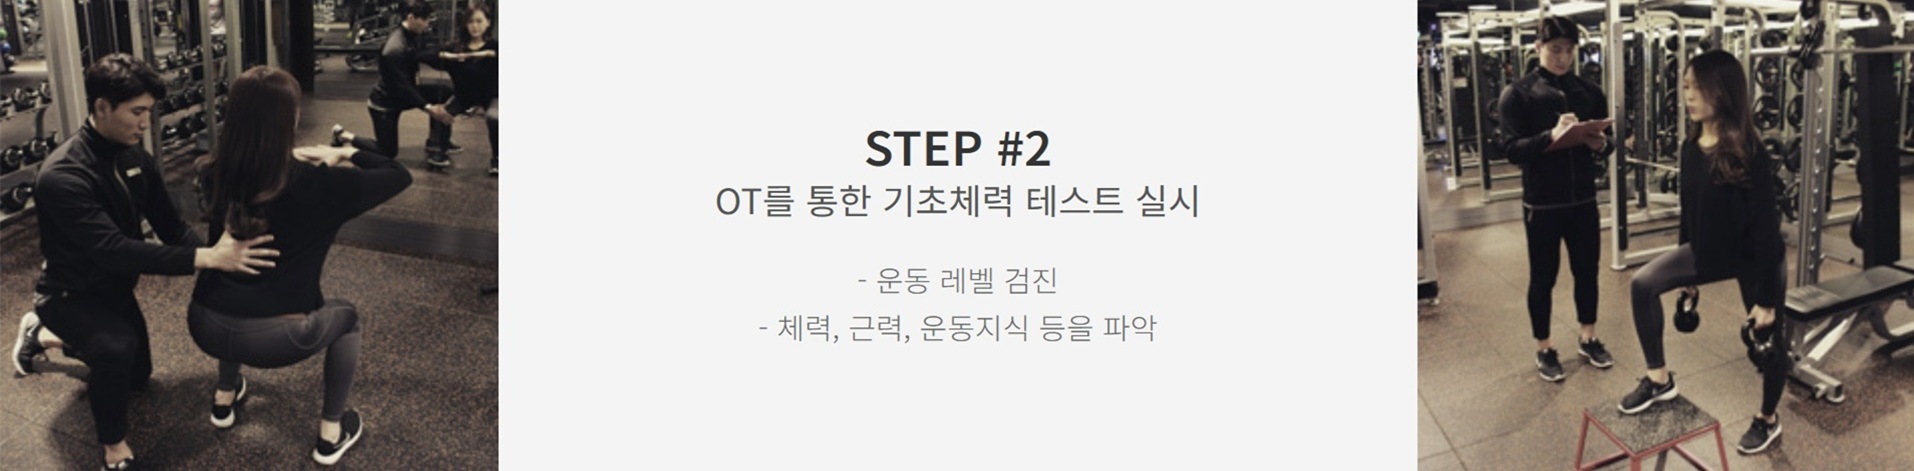 STEP #2
OT를 통한 기초체력 테스트 실시
- 운동 레벨 검진
- 체력, 근력, 운동지식 등을 파악